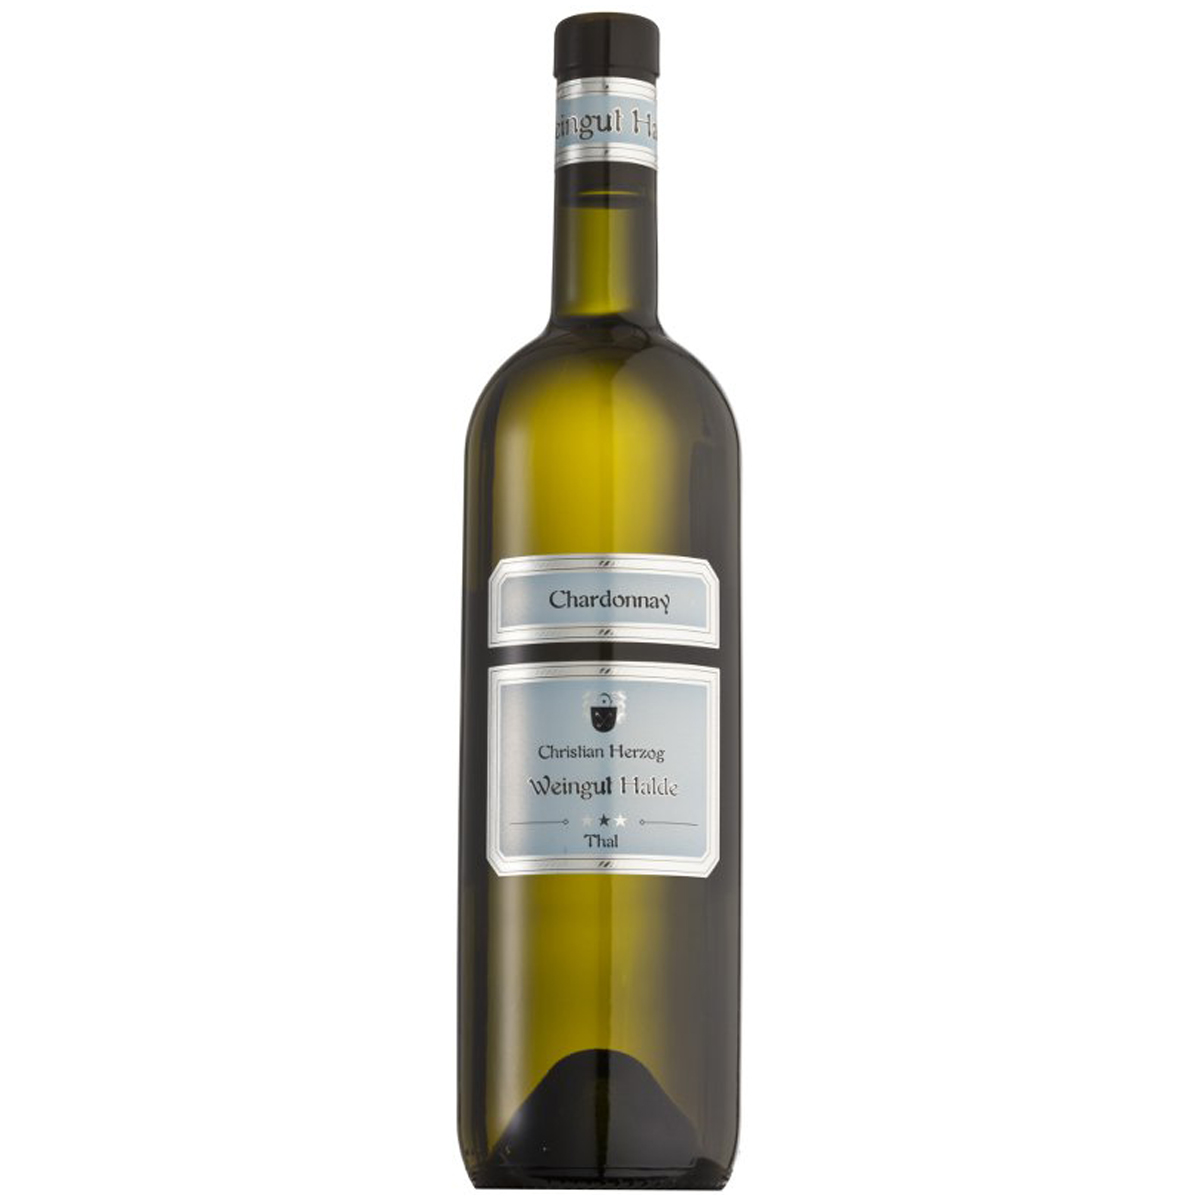 eingut Ha
Chardonnay
Christian Herzog
Weingut Halde
Thal